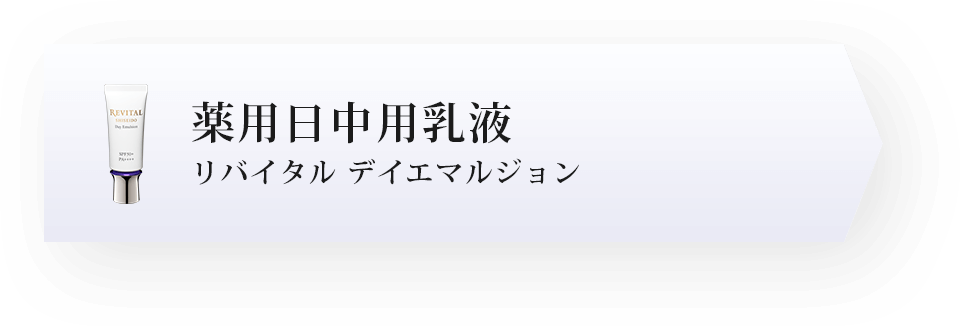 薬用日中用乳液
リバイタル デイエマルジョン
REVITAL
SHISEIDO
Day Emulsion
SPF50+
PA++++